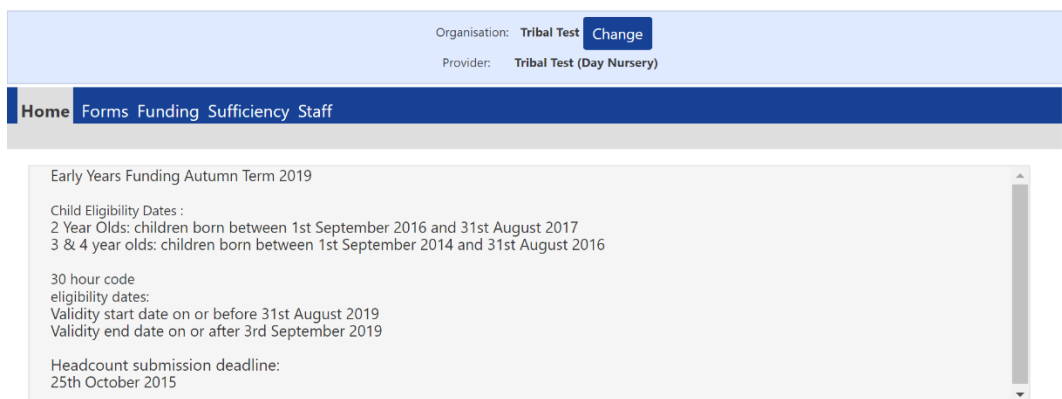 Organisation: Tribal Test Change
Provider: Tribal Test (Day Nursery)
Home Forms Funding Sufficiency Staff
Early Years Funding Autumn Term 2019
Child Eligibility Dates :
2 Year Olds: children born between 1st September 2016 and 31st August 2017
3 & 4 year olds: children born between 1st September 2014 and 31st August 2016
30 hour code
eligibility dates:
Validity start date on or before 31st August 2019
Validity end date on or after 3rd September 2019
Headcount submission deadline:
25th October 2015